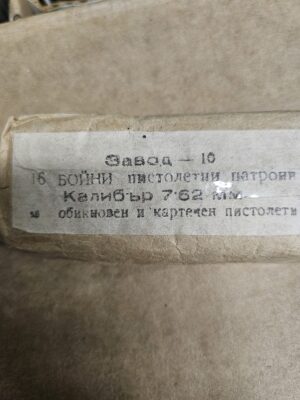 Завод — 10
16 БОЙНИ пистолетни патрони
Калибър 7·62 мм
обикновен и картечен пистолети